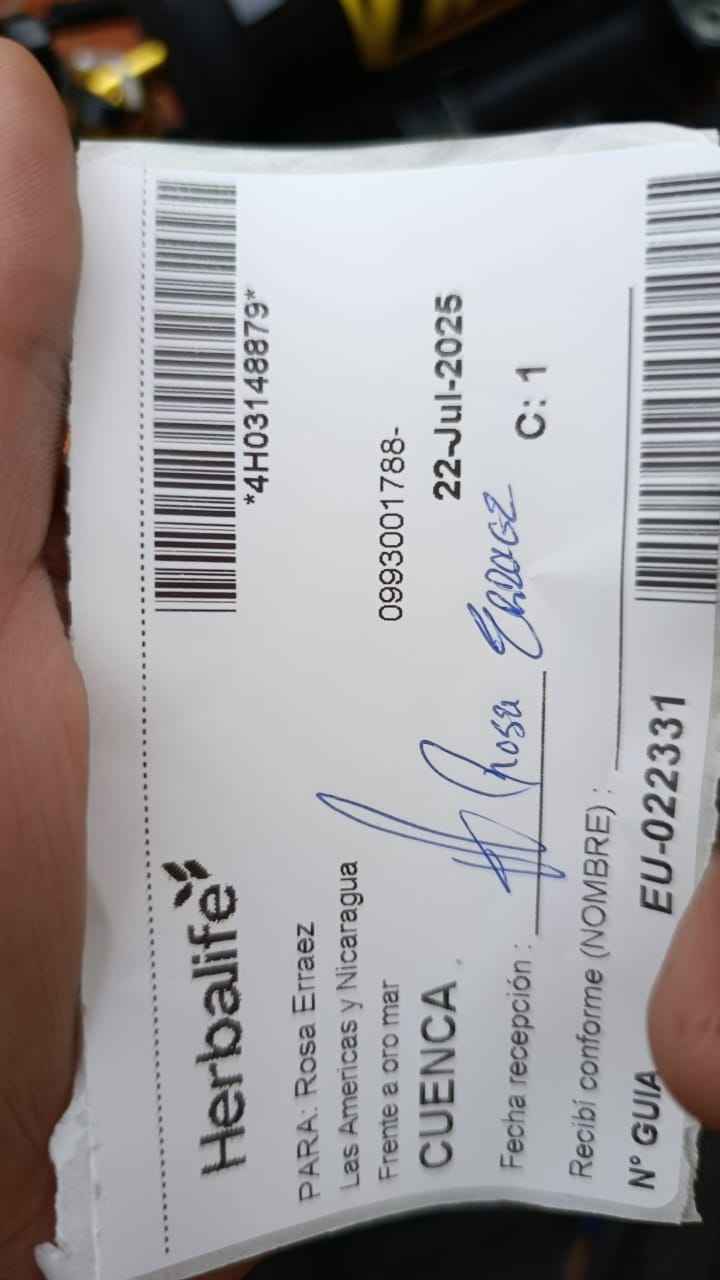 Herbalife
*4H03148879*
PARA: Rosa Erraez
Las Americas y Nicaragua
Frente a oro mar
0993001788-
CUENCA .
22-Jul-2025
Fecha recepción :
Rosa Erraez
C: 1
Recibí conforme (NOMBRE) :
N° GUIA
EU-022331